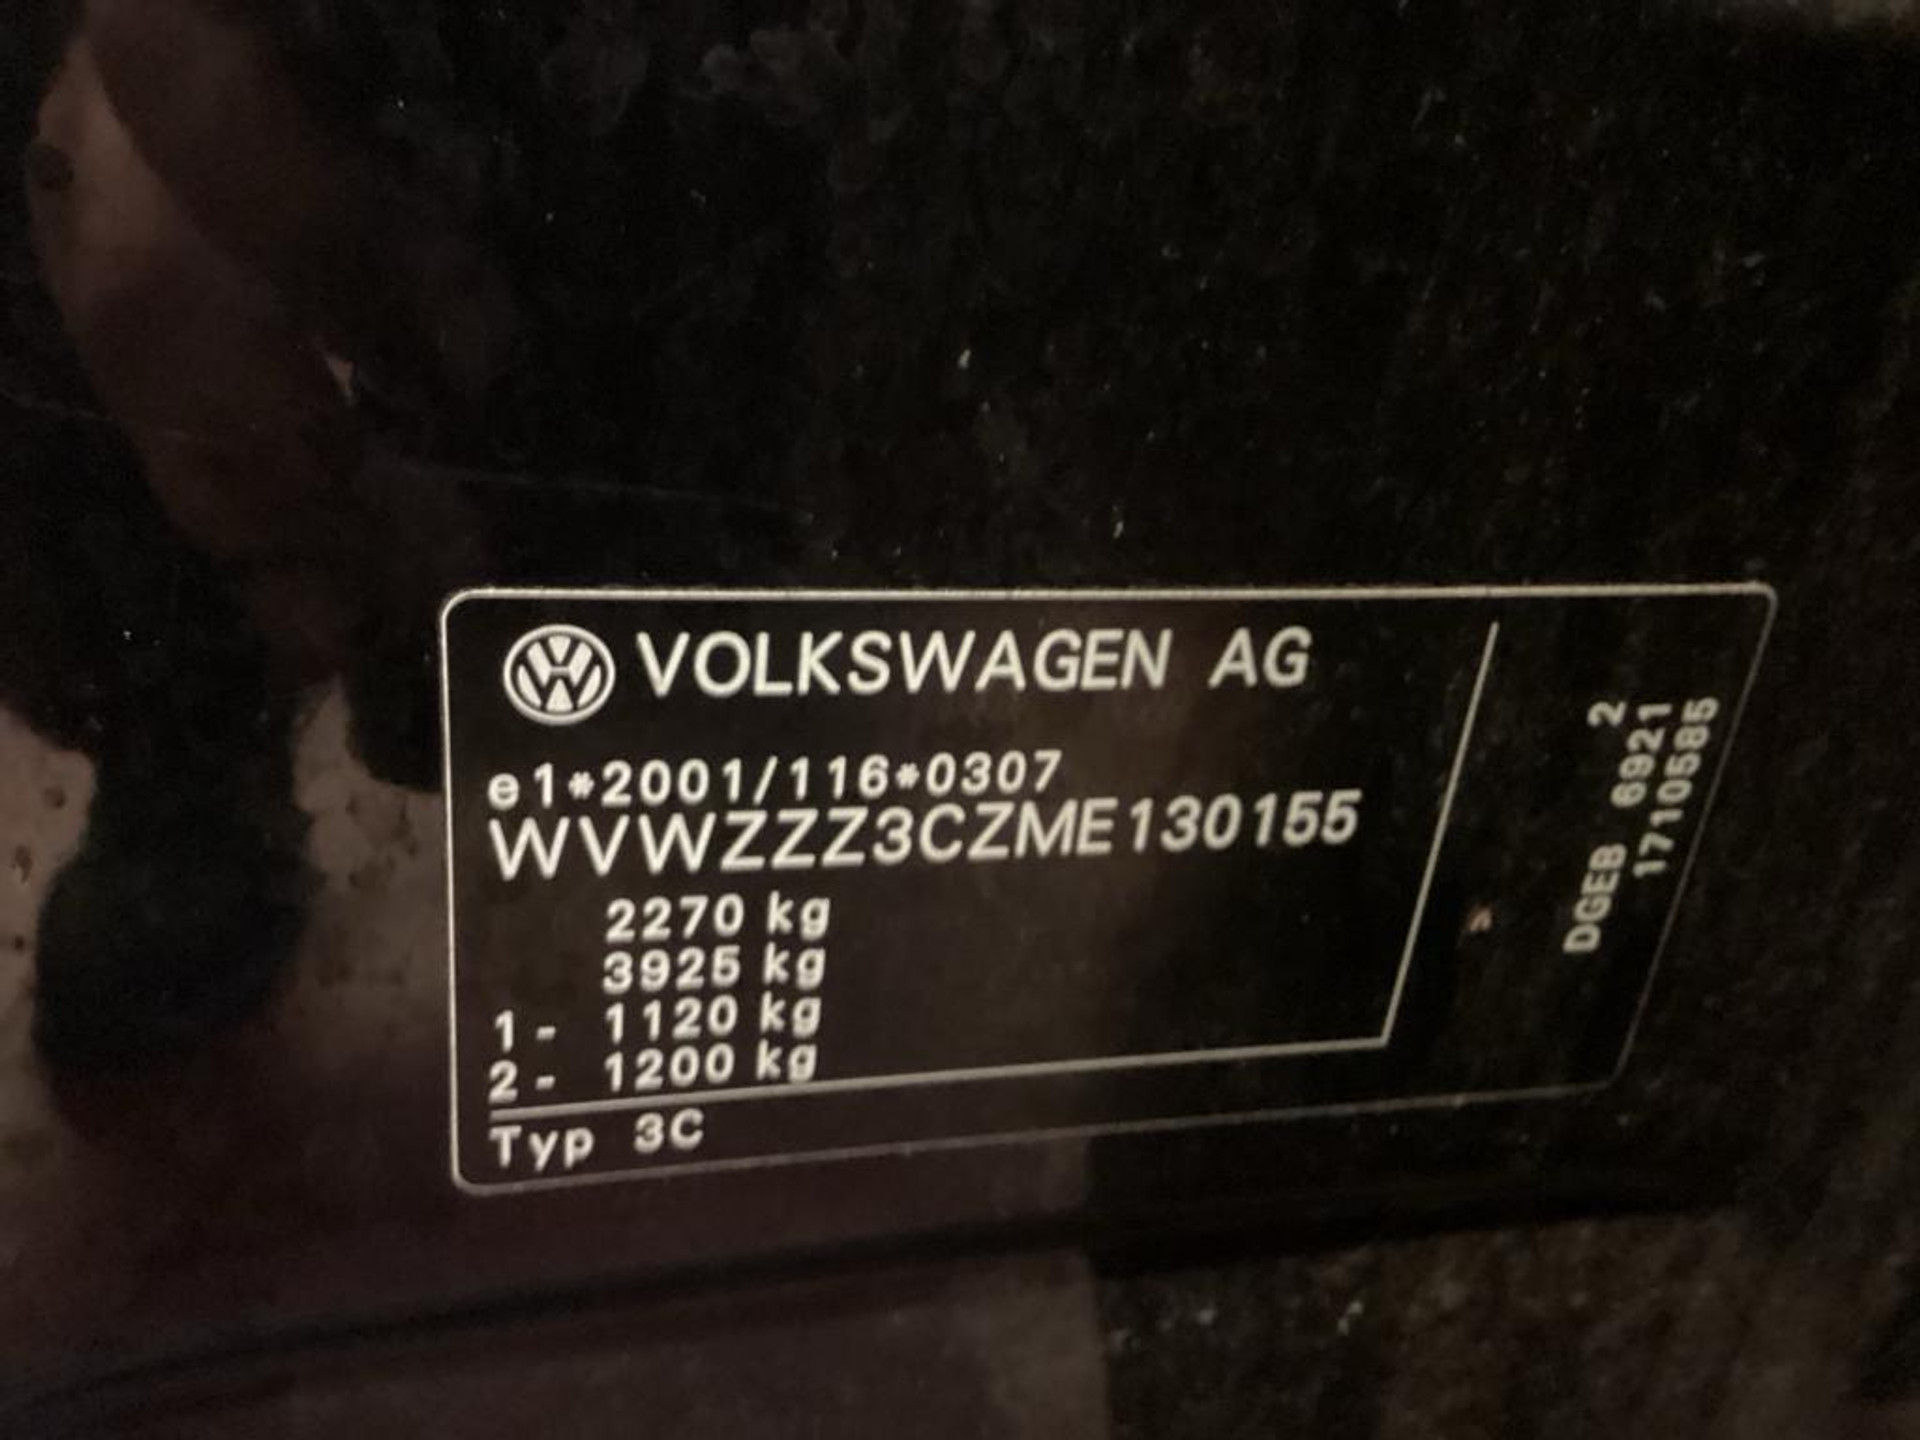 VOLKSWAGEN AG
e1*2001/116*0307
WVWZZZ3CZME130155
2270 kg
3925 kg
1- 1120 kg
2- 1200 kg
Typ 3C
DGEB 6921 2
1710585